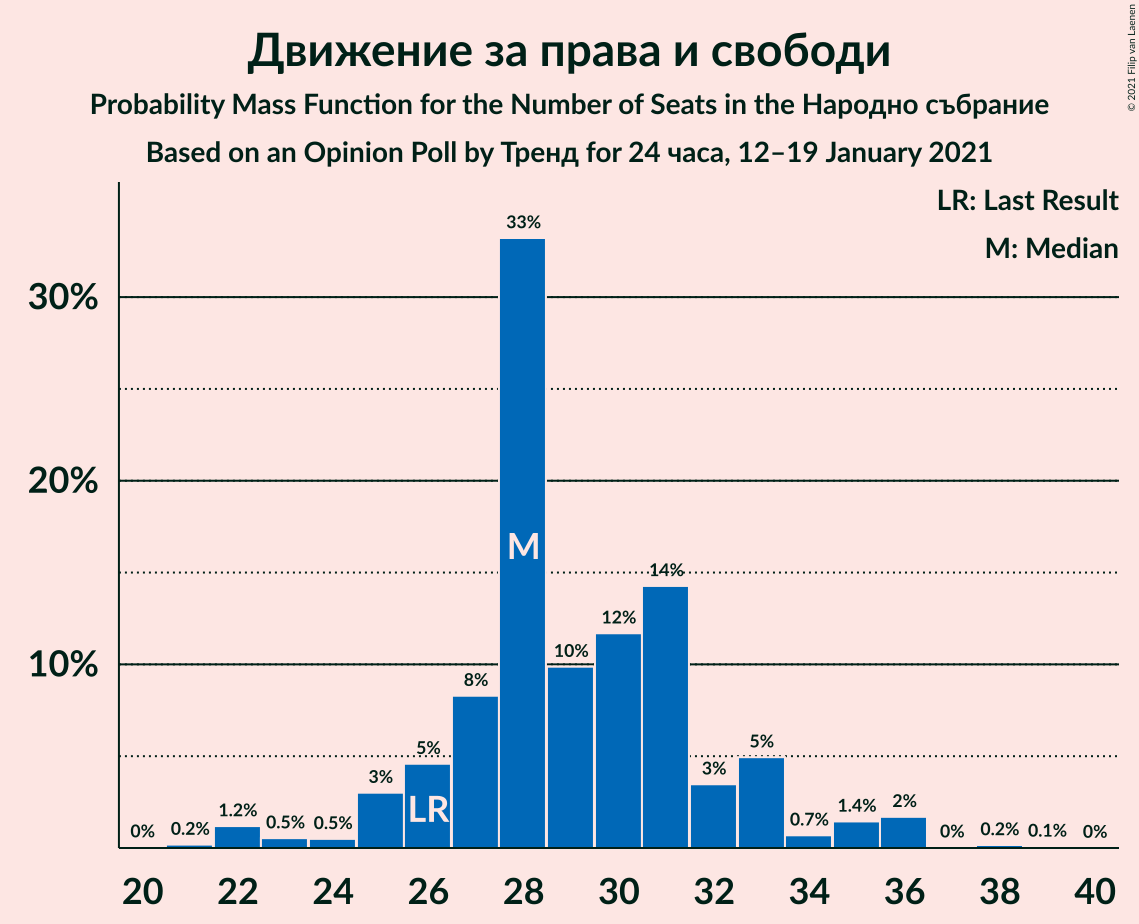 Движение за права и свободи
Probability Mass Function for the Number of Seats in the Народно събрание
Based on an Opinion Poll by Тренд for 24 часа, 12–19 January 2021
© 2021 Filip van Laenen
LR: Last Result
M: Median
30%
20%
10%
0%
0.2%
1.2%
0.5%
0.5%
3%
5%
8%
33%
10%
12%
14%
3%
5%
0.7%
1.4%
2%
0%
0.2%
0.1%
0%
LR
M
20 22 24 26 28 30 32 34 36 38 40